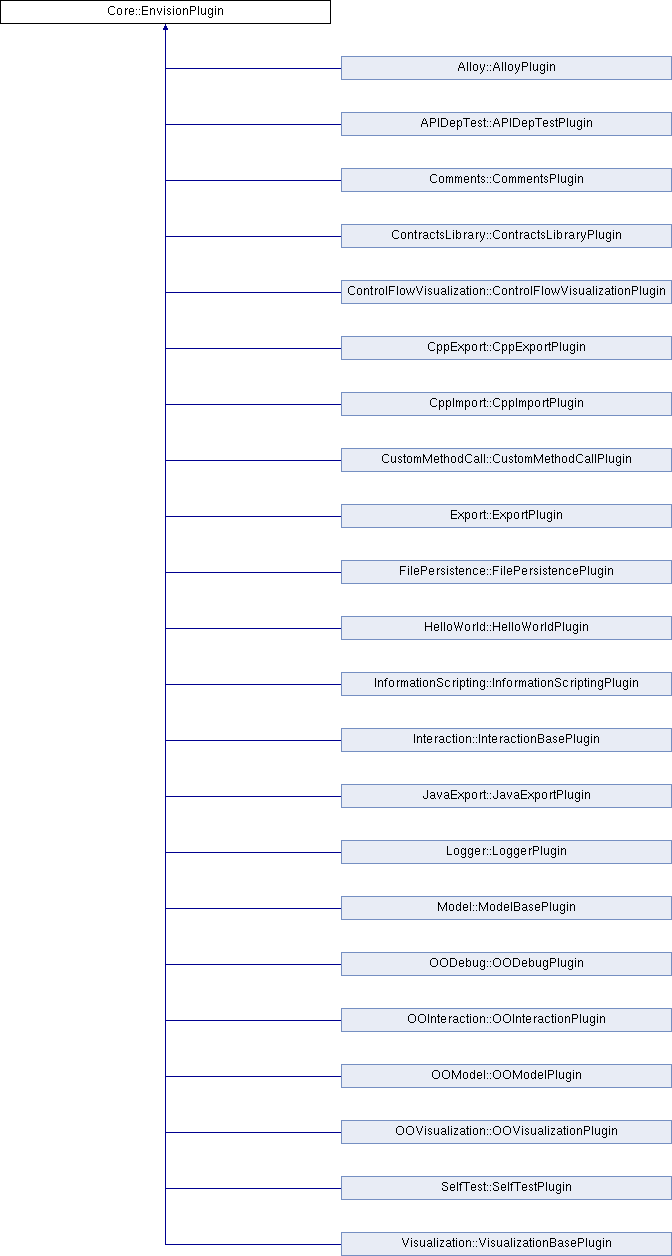 Core::EnvisionPlugin
Alloy::AlloyPlugin
APIDepTest::APIDepTestPlugin
Comments::CommentsPlugin
ContractsLibrary::ContractsLibraryPlugin
ControlFlowVisualization::ControlFlowVisualizationPlugin
CppExport::CppExportPlugin
CppImport::CppImportPlugin
CustomMethodCall::CustomMethodCallPlugin
Export::ExportPlugin
FilePersistence::FilePersistencePlugin
HelloWorld::HelloWorldPlugin
InformationScripting::InformationScriptingPlugin
Interaction::InteractionBasePlugin
JavaExport::JavaExportPlugin
Logger::LoggerPlugin
Model::ModelBasePlugin
OODebug::OODebugPlugin
OOInteraction::OOInteractionPlugin
OOModel::OOModelPlugin
OOVisualization::OOVisualizationPlugin
SelfTest::SelfTestPlugin
Visualization::VisualizationBasePlugin